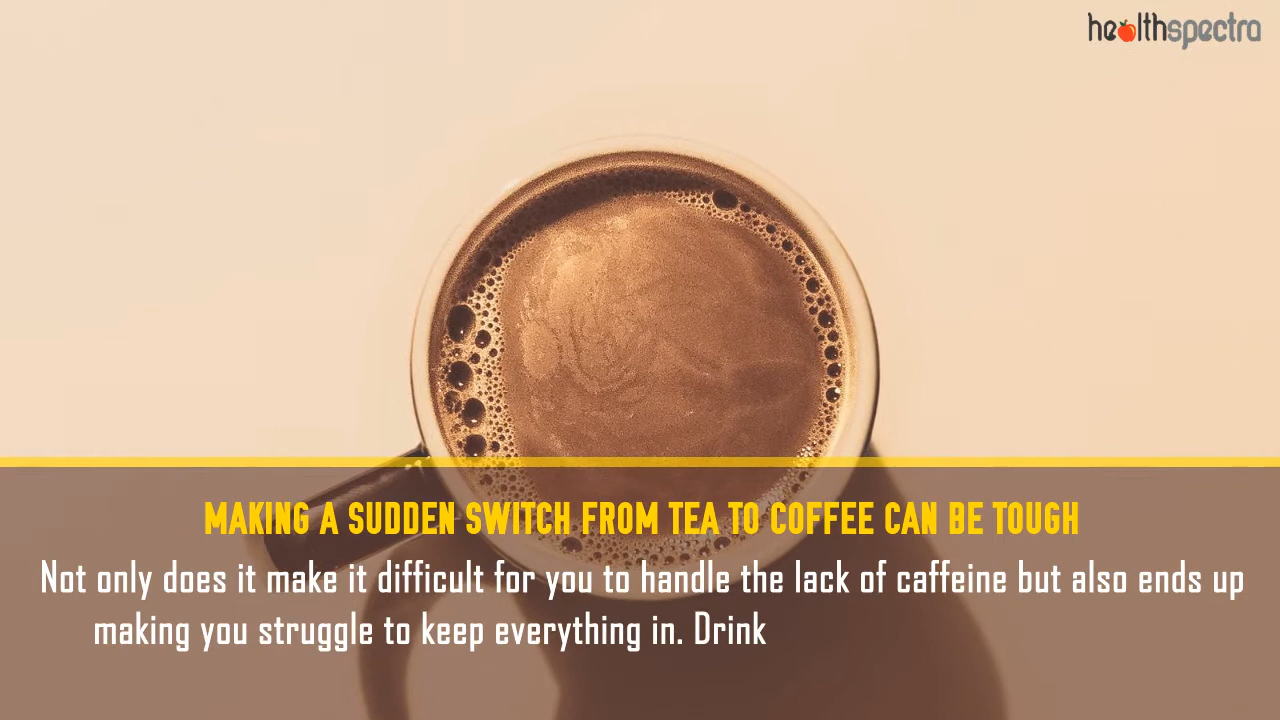 healthspectra
MAKING A SUDDEN SWITCH FROM TEA TO COFFEE CAN BE TOUGH
Not only does it make it difficult for you to handle the lack of caffeine but also ends up
making you struggle to keep everything in. Drink